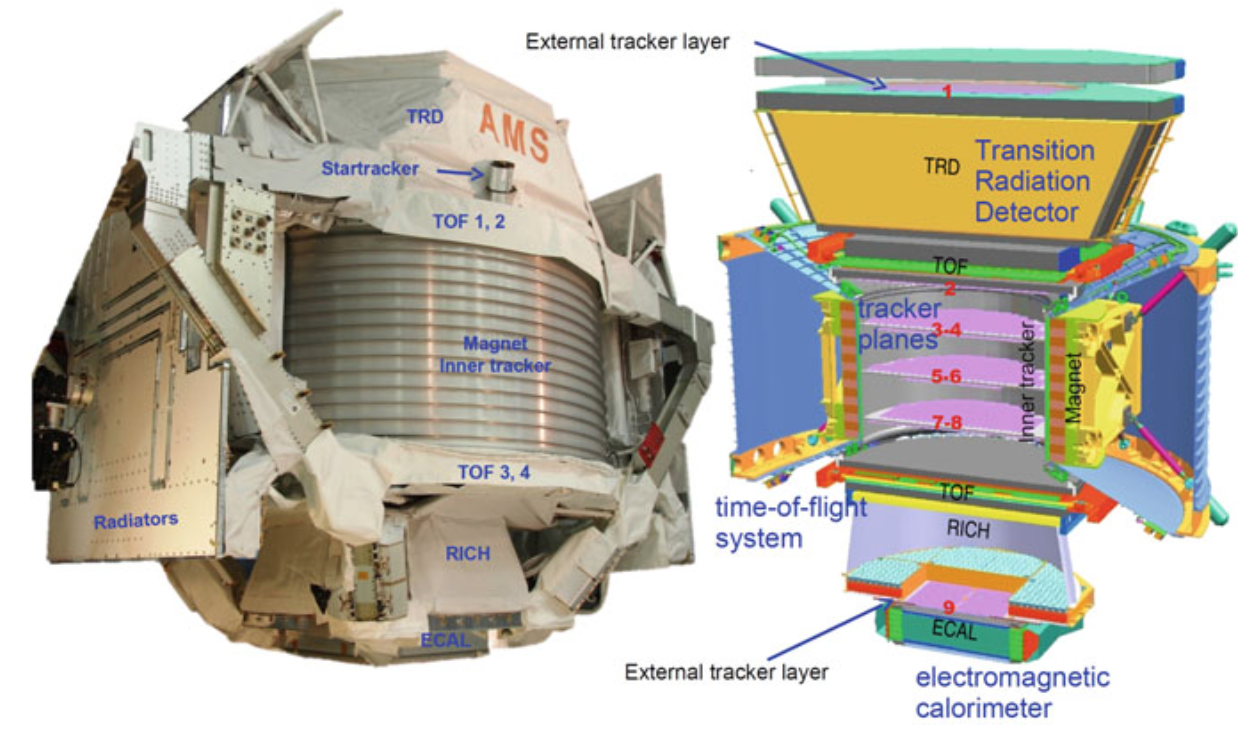 External tracker layer
TRD
AMS
Startracker
TOF 1, 2
Magnet
Inner tracker
TOF 3, 4
Radiators
RICH
ECAL
1
TRD
Transition
Radiation
Detector
TOF
2
tracker
planes
3-4
5-6
7-8
Inner tracker
Magnet
TOF
time-of-flight
system
RICH
9
ECAL
External tracker layer
electromagnetic
calorimeter